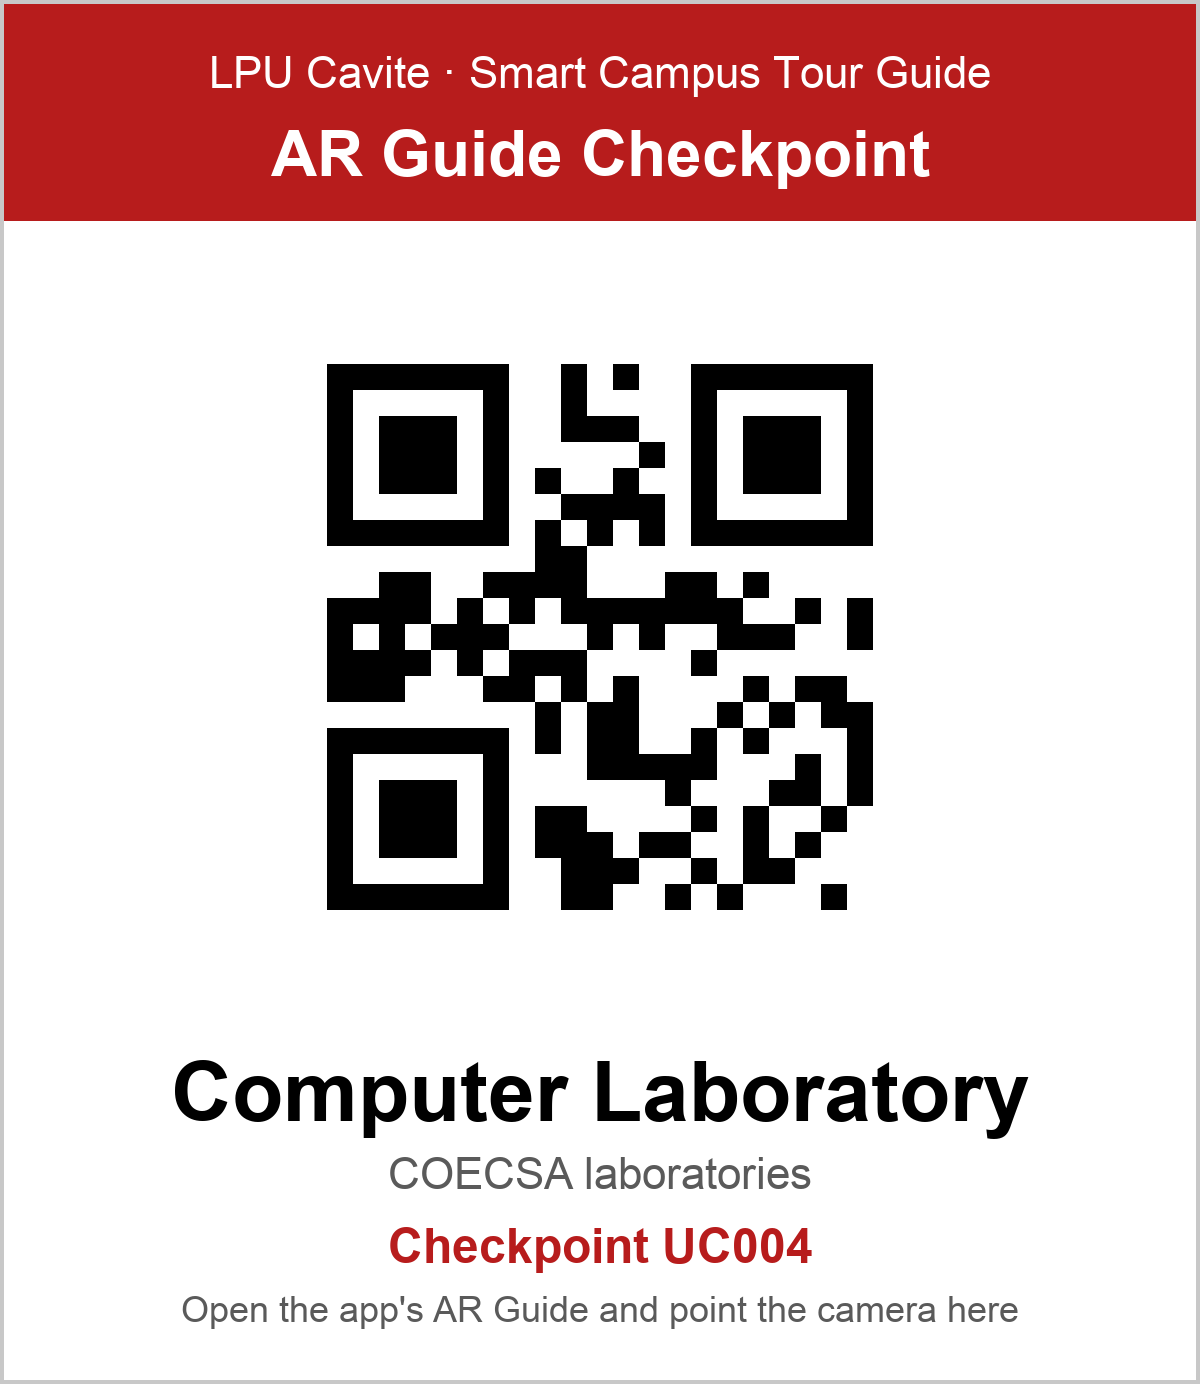 LPU Cavite · Smart Campus Tour Guide
AR Guide Checkpoint
Computer Laboratory
COECSA laboratories
Checkpoint UC004
Open the app's AR Guide and point the camera here